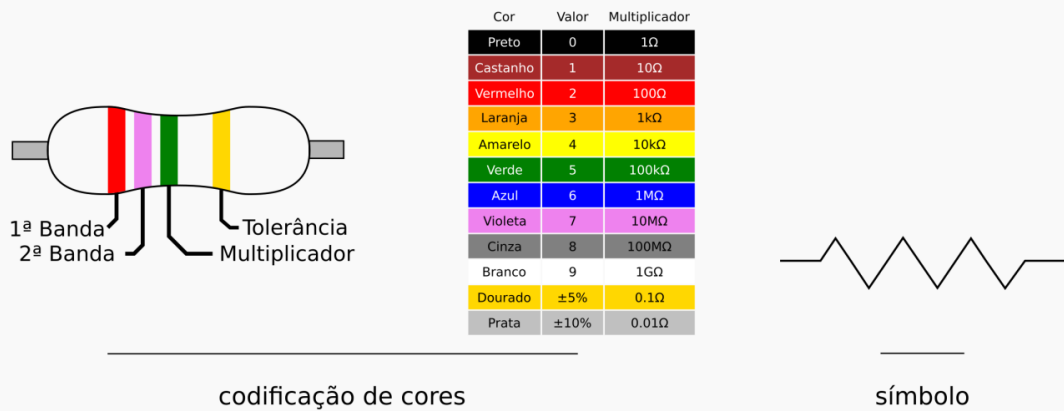 Cor Valor Multiplicador
Preto 0 1Ω
Castanho 1 10Ω
Vermelho 2 100Ω
Laranja 3 1kΩ
Amarelo 4 10kΩ
Verde 5 100kΩ
Azul 6 1MΩ
Violeta 7 10MΩ
Cinza 8 100MΩ
Branco 9 1GΩ
Dourado ±5% 0.1Ω
Prata ±10% 0.01Ω
1ª Banda
2ª Banda
Tolerância
Multiplicador
codificação de cores
símbolo